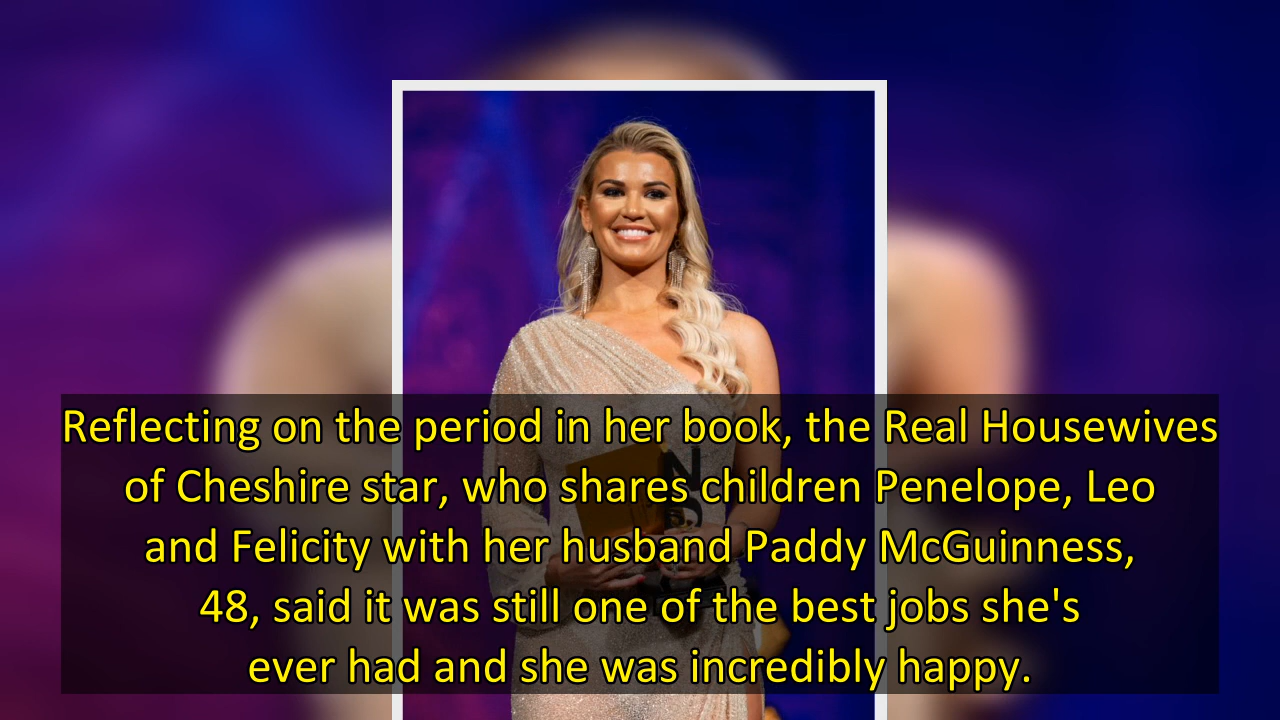 Reflecting on the period in her book, the Real Housewives
of Cheshire star, who shares children Penelope, Leo
and Felicity with her husband Paddy McGuinness,
48, said it was still one of the best jobs she's
ever had and she was incredibly happy.